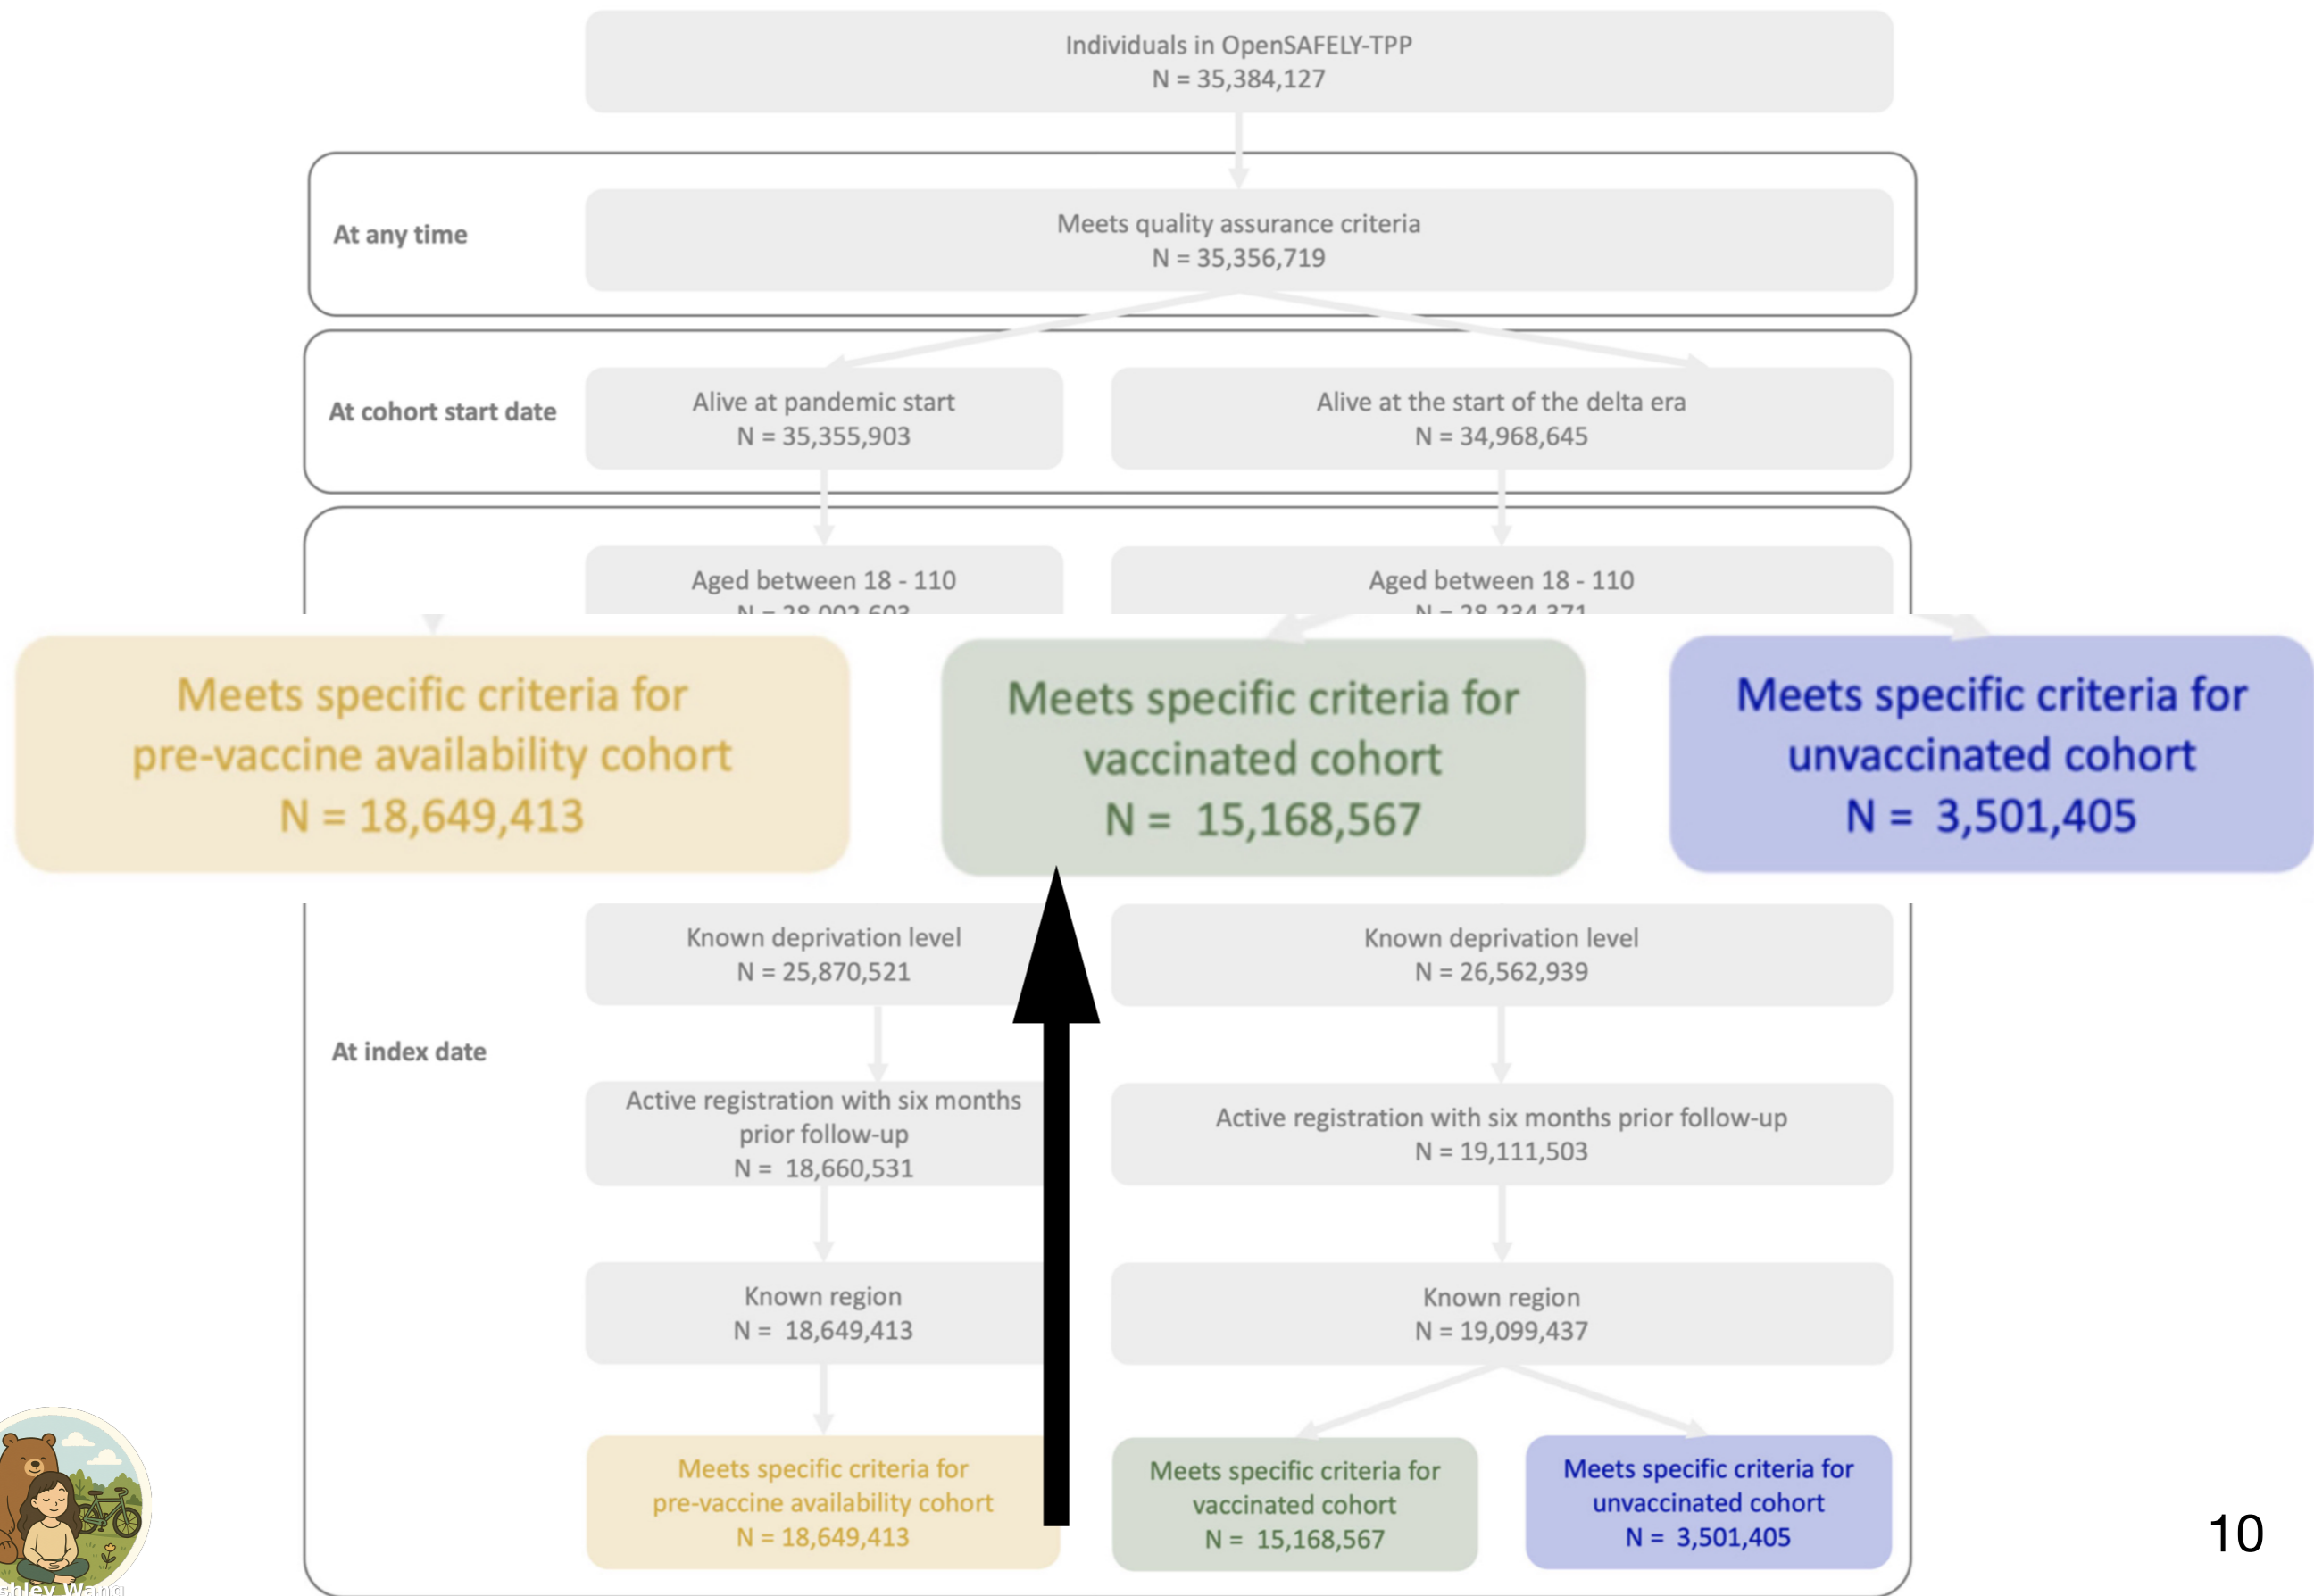 Individuals in OpenSAFELY-TPP
N = 35,384,127
At any time
Meets quality assurance criteria
N = 35,356,719
At cohort start date
Alive at pandemic start
N = 35,355,903
Alive at the start of the delta era
N = 34,968,645
Aged between 18 - 110
N = 28,002,603
Aged between 18 - 110
N = 28,234,371
Meets specific criteria for
pre-vaccine availability cohort
N = 18,649,413
Meets specific criteria for
vaccinated cohort
N = 15,168,567
Meets specific criteria for
unvaccinated cohort
N = 3,501,405
Known deprivation level
N = 25,870,521
Known deprivation level
N = 26,562,939
At index date
Active registration with six months
prior follow-up
N = 18,660,531
Active registration with six months prior follow-up
N = 19,111,503
Known region
N = 18,649,413
Known region
N = 19,099,437
Meets specific criteria for
pre-vaccine availability cohort
N = 18,649,413
Meets specific criteria for
vaccinated cohort
N = 15,168,567
Meets specific criteria for
unvaccinated cohort
N = 3,501,405
10
Wang